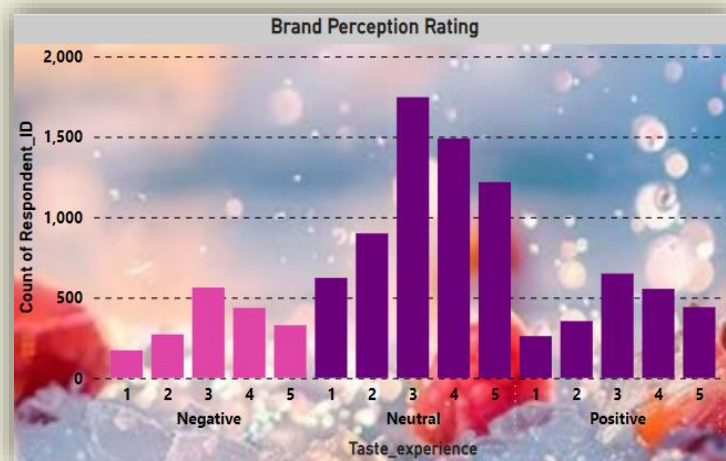 Brand Perception Rating
Count of Respondent_ID
2,000
1,500
1,000
500
0
1 2 3 4 5 1 2 3 4 5 1 2 3 4 5
Negative Neutral Positive
Taste_experience